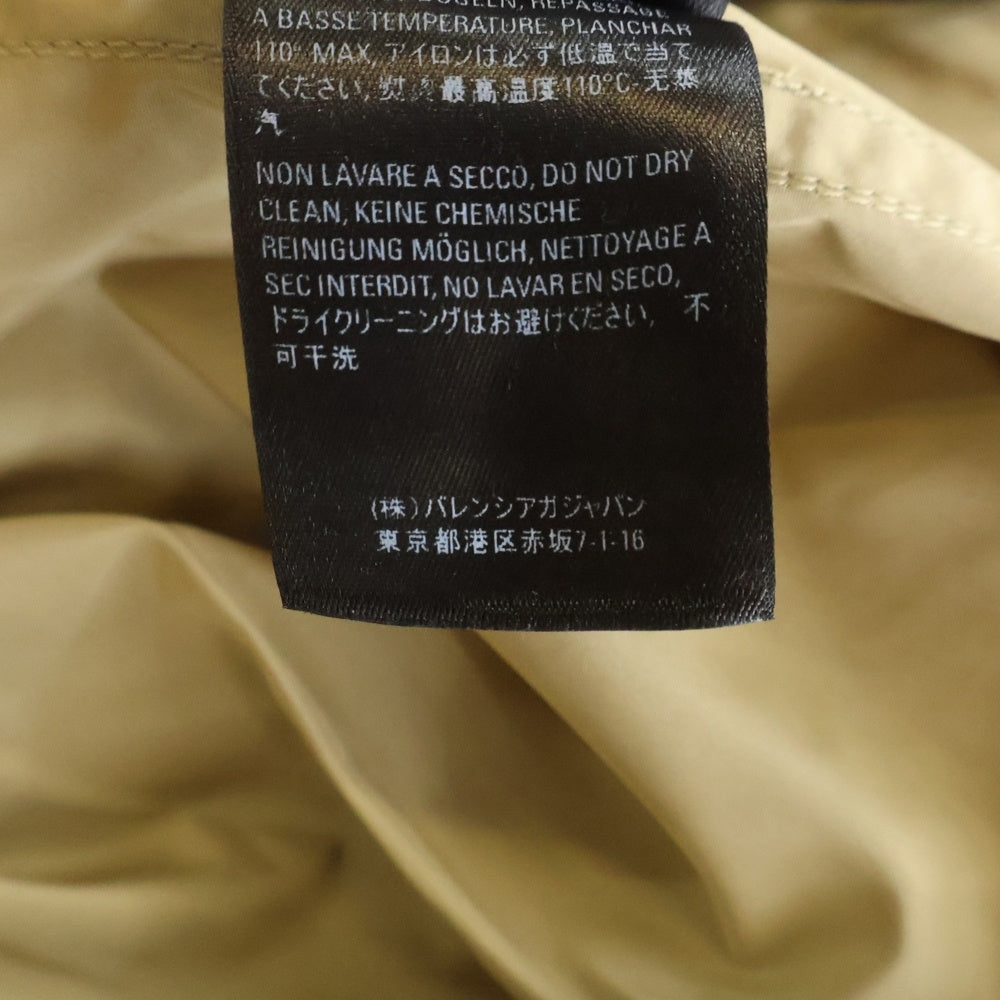 BÜGELN, REPASSAGE
A BASSE TEMPERATURE, PLANCHAR
110° MAX, アイロンは必ず低温で当て
てください, 熨 最高温度110°C-无蒸
汽
NON LAVARE A SECCO, DO NOT DRY
CLEAN, KEINE CHEMISCHE
REINIGUNG MÖGLICH, NETTOYAGE A
SEC INTERDIT, NO LAVAR EN SECO,
ドライクリーニングはお避けください, 不
可干洗
(株)バレンシアガジャパン
東京都港区赤坂7-1-16